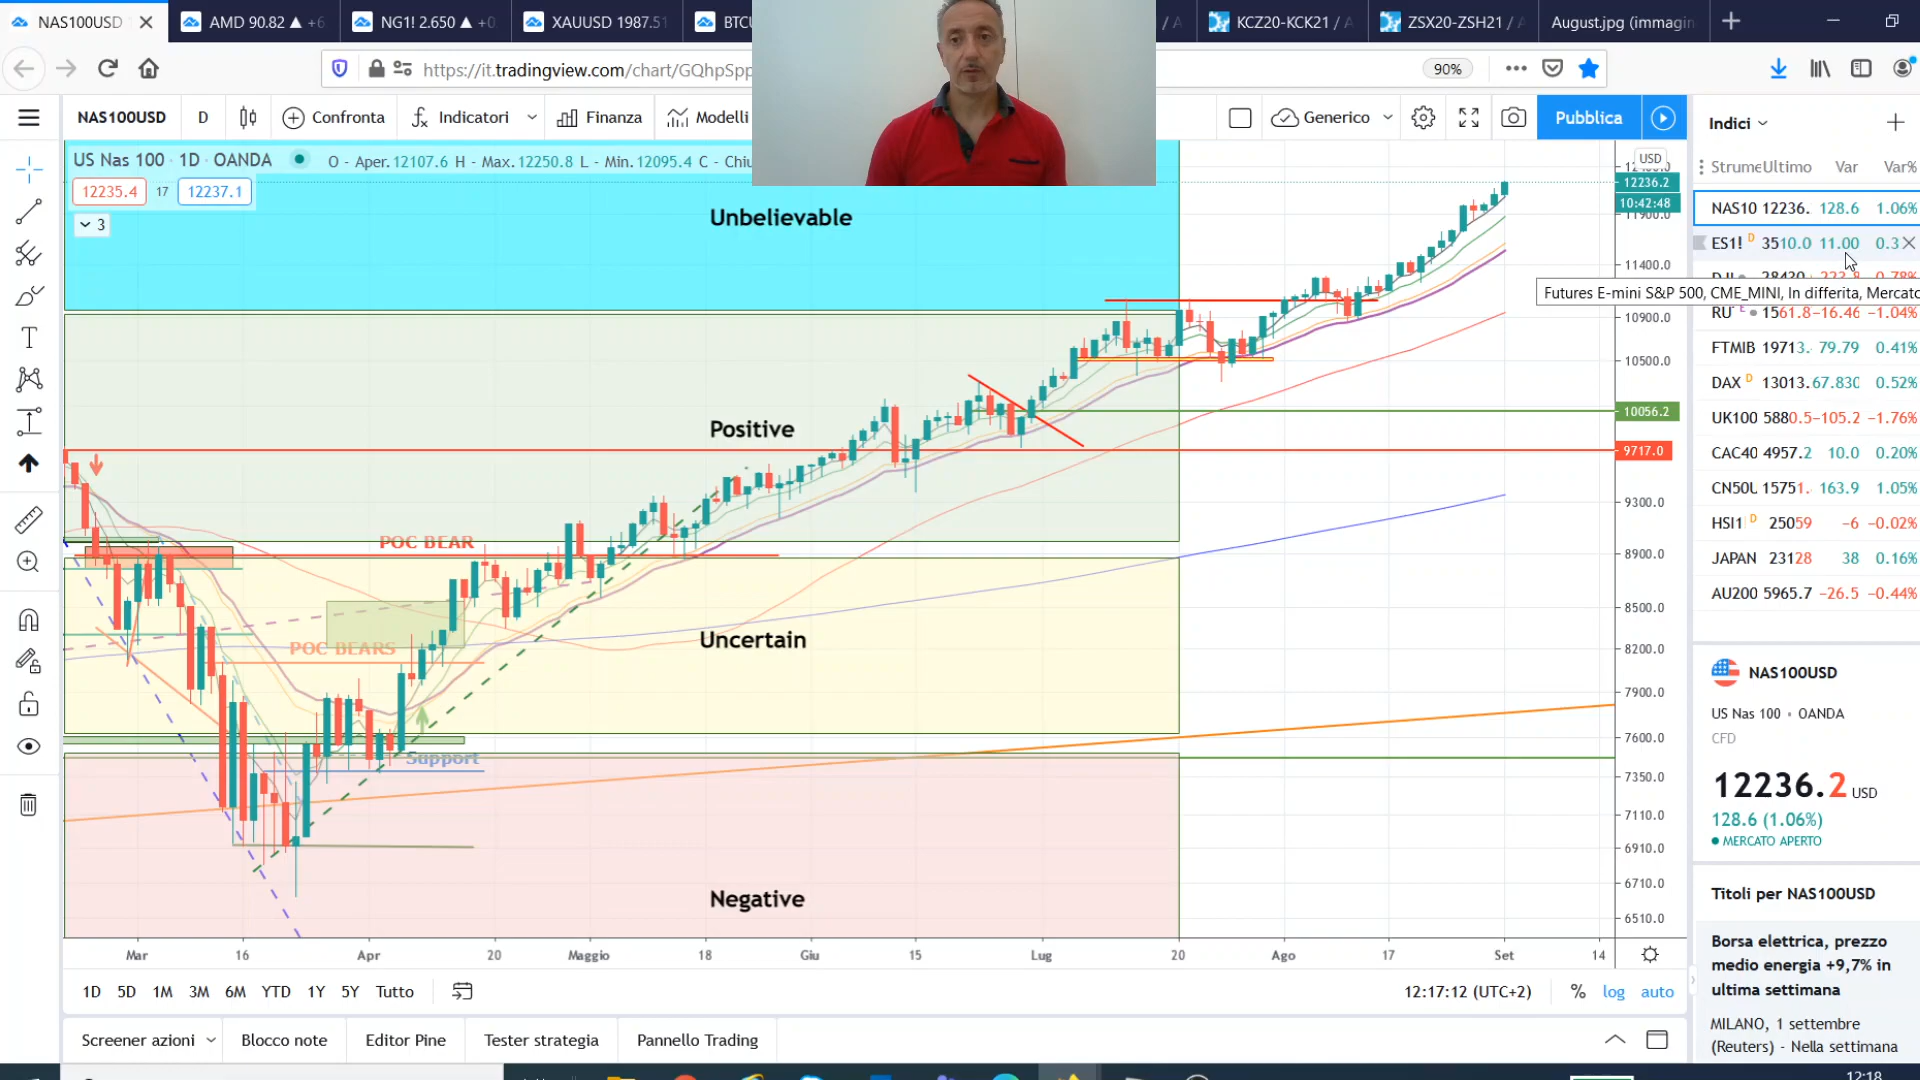 NAS100USD
AMD 90.82 ▲ +6
NG1! 2.650 ▲ +0
XAUUSD 1987.51
BTCU
/ A
KCZ20-KCK21 / A
ZSX20-ZSH21 / A
August.jpg (immagin
https://it.tradingview.com/chart/GQhpSpp
90%
NAS100USD D Confronta Indicatori Finanza Modelli
Generico Pubblica
US Nas 100 · 1D · OANDA O - Aper. 12107.6 H - Max. 12250.8 L - Min. 12095.4 C - Chiu
12235.4 17 12237.1
3
Unbelievable
Positive
POC BEAR
Uncertain
POC BEARS
Support
Negative
USD
12236.2
10:42:48
11900.0
11400.0
10900.0
10500.0
10056.2
9717.0
9300.0
8900.0
8500.0
8200.0
7900.0
7600.0
7350.0
7110.0
6910.0
6710.0
6510.0
Mar 16 Apr 20 Maggio 18 Giu 15 Lug 20 Ago 17 Set 14
1D 5D 1M 3M 6M YTD 1Y 5Y Tutto
12:17:12 (UTC+2) % log auto
Screener azioni Blocco note Editor Pine Tester strategia Pannello Trading
Indici
Strume Ultimo Var Var%
NAS10 12236. 128.6 1.06%
ES1! D 3510.0 11.00 0.3
Futures E-mini S&P 500, CME_MINI, In differita, Mercato
RU E 1561.8 −16.46 −1.04%
FTMIB 19713. 79.79 0.41%
DAX D 13013. 67.830 0.52%
UK100 5880.5 −105.2 −1.76%
CAC40 4957.2 10.0 0.20%
CN50U 15751. 163.9 1.05%
HSI1 D 25059 −6 −0.02%
JAPAN 23128 38 0.16%
AU200 5965.7 −26.5 −0.44%
NAS100USD
US Nas 100 • OANDA
CFD
12236.2 USD
128.6 (1.06%)
MERCATO APERTO
Titoli per NAS100USD
Borsa elettrica, prezzo
medio energia +9,7% in
ultima settimana
MILANO, 1 settembre
(Reuters) - Nella settimana
12:18